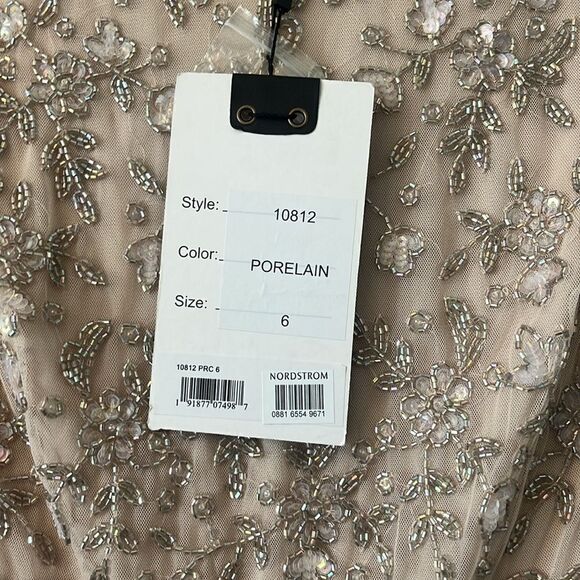 Style: 10812
Color: PORELAIN
Size: 6
10812 PRC 6
1 91877 07498 7
NORDSTROM
0881 6554 9671